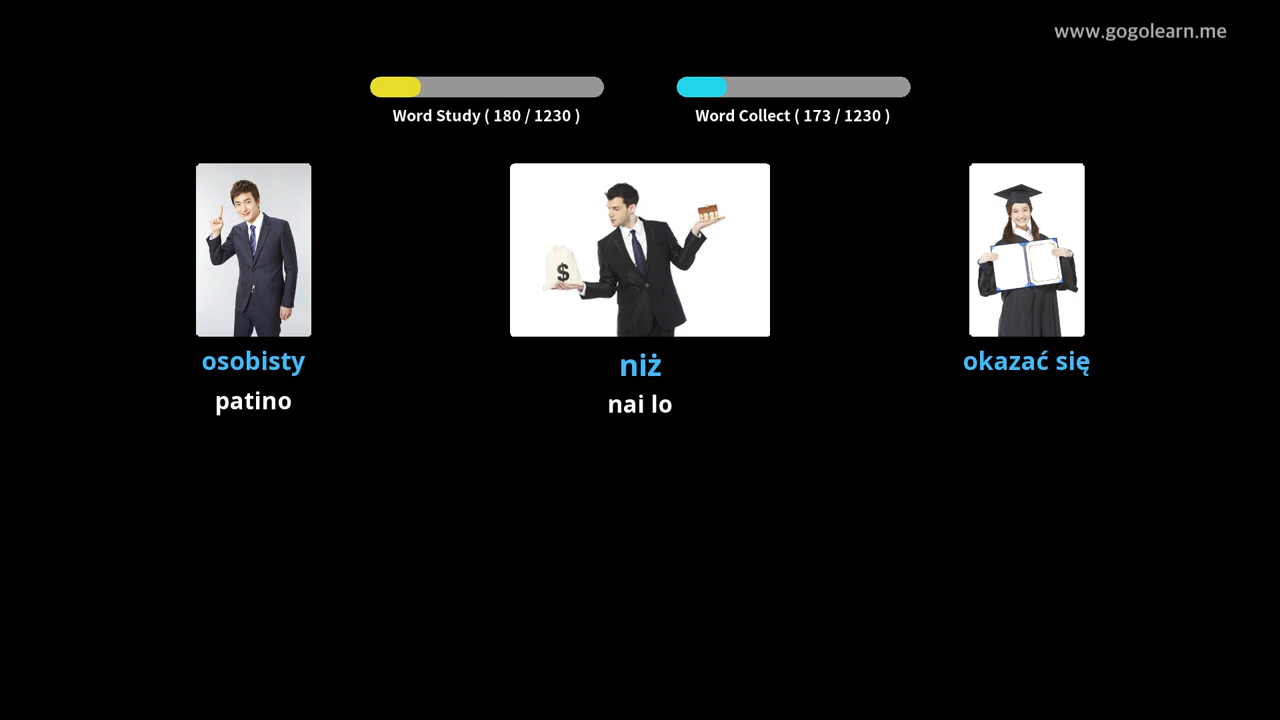 www.gogolearn.me
Word Study ( 180 / 1230 )
Word Collect ( 173 / 1230 )
osobisty
patino
niż
nai lo
okazać się
$